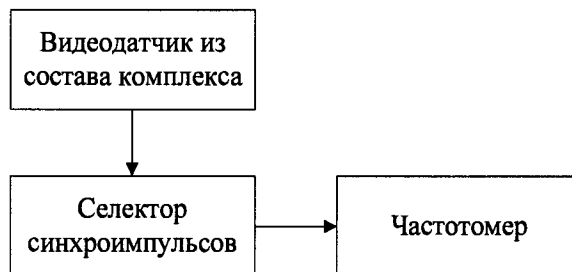 Видеодатчик из
состава комплекса
Селектор
синхроимпульсов
Частотомер